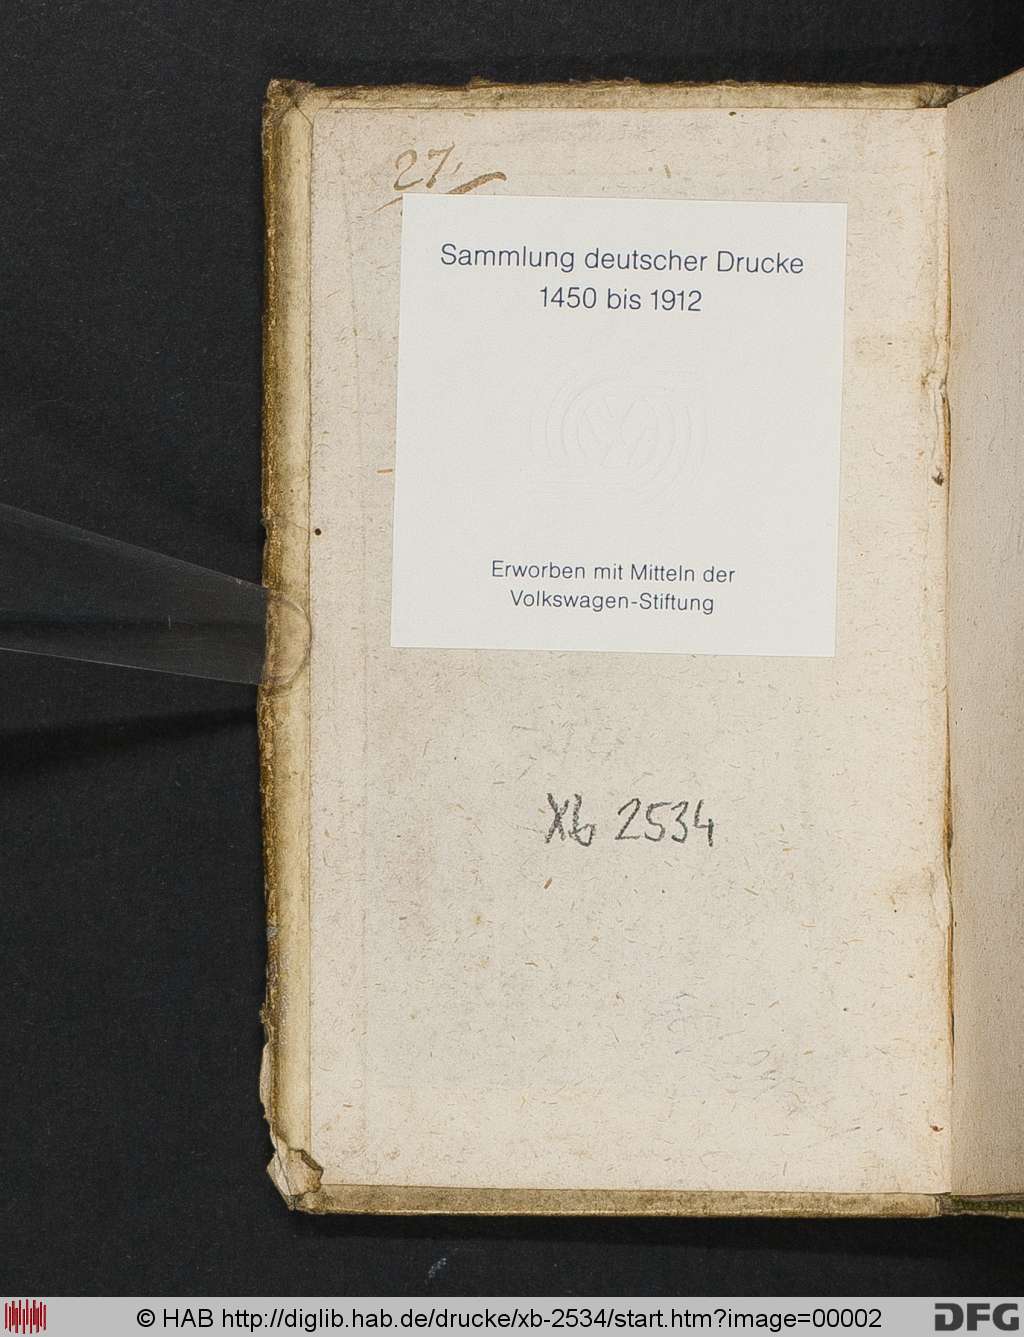 27.
Sammlung deutscher Drucke
1450 bis 1912
Erworben mit Mitteln der
Volkswagen-Stiftung
Xb 2534
© HAB http://diglib.hab.de/drucke/xb-2534/start.htm?image=00002
DFG